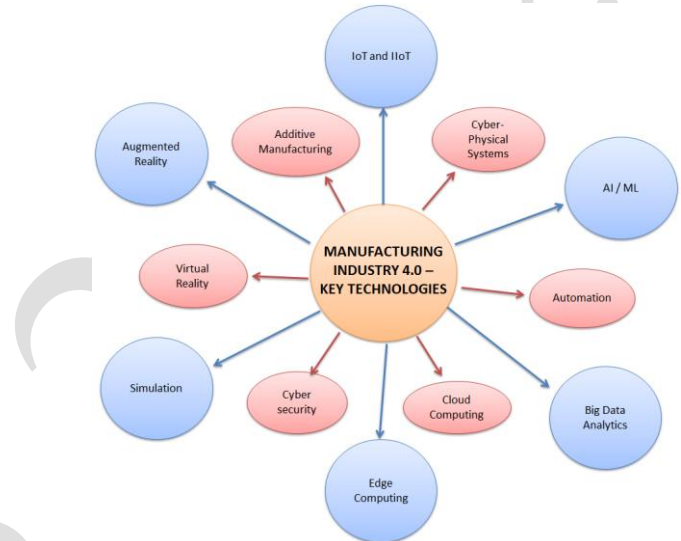 IoT and IIoT
Additive
Manufacturing
Cyber-
Physical
Systems
Augmented
Reality
AI / ML
MANUFACTURING
INDUSTRY 4.0 –
KEY TECHNOLOGIES
Virtual
Reality
Automation
Simulation
Cyber
security
Cloud
Computing
Big Data
Analytics
Edge
Computing